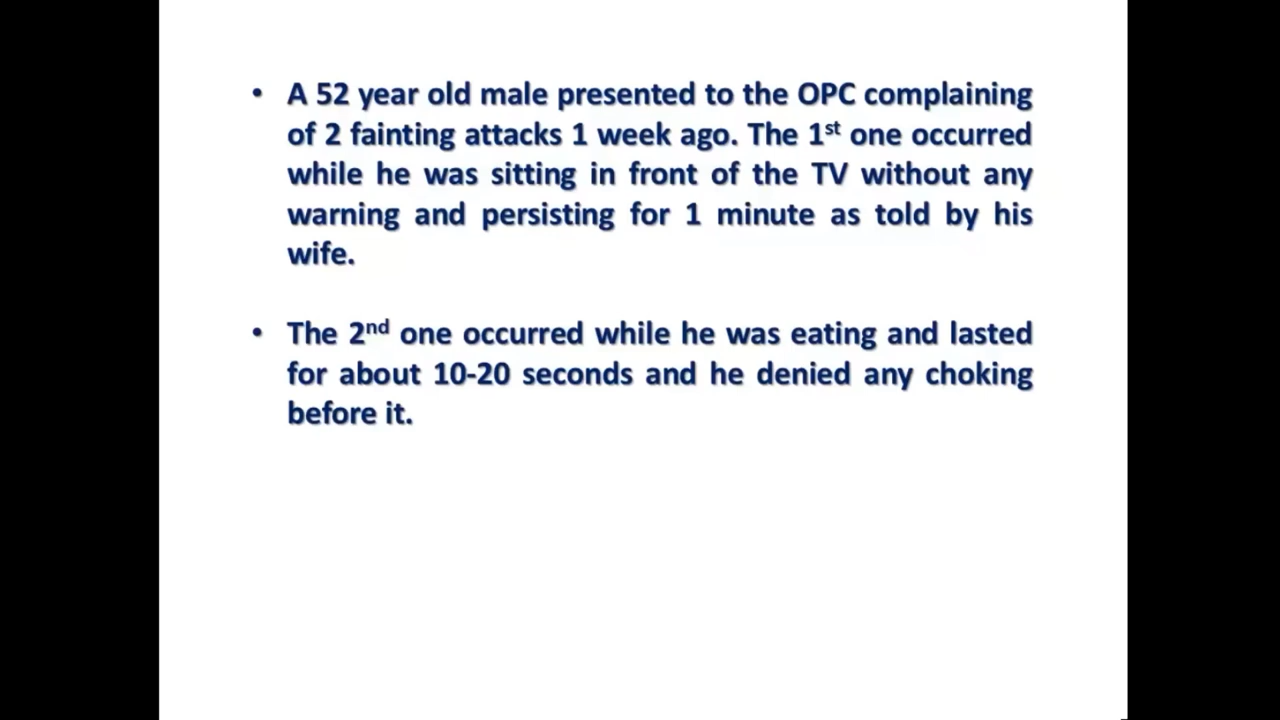 • A 52 year old male presented to the OPC complaining
of 2 fainting attacks 1 week ago. The 1st one occurred
while he was sitting in front of the TV without any
warning and persisting for 1 minute as told by his
wife.
• The 2nd one occurred while he was eating and lasted
for about 10-20 seconds and he denied any choking
before it.